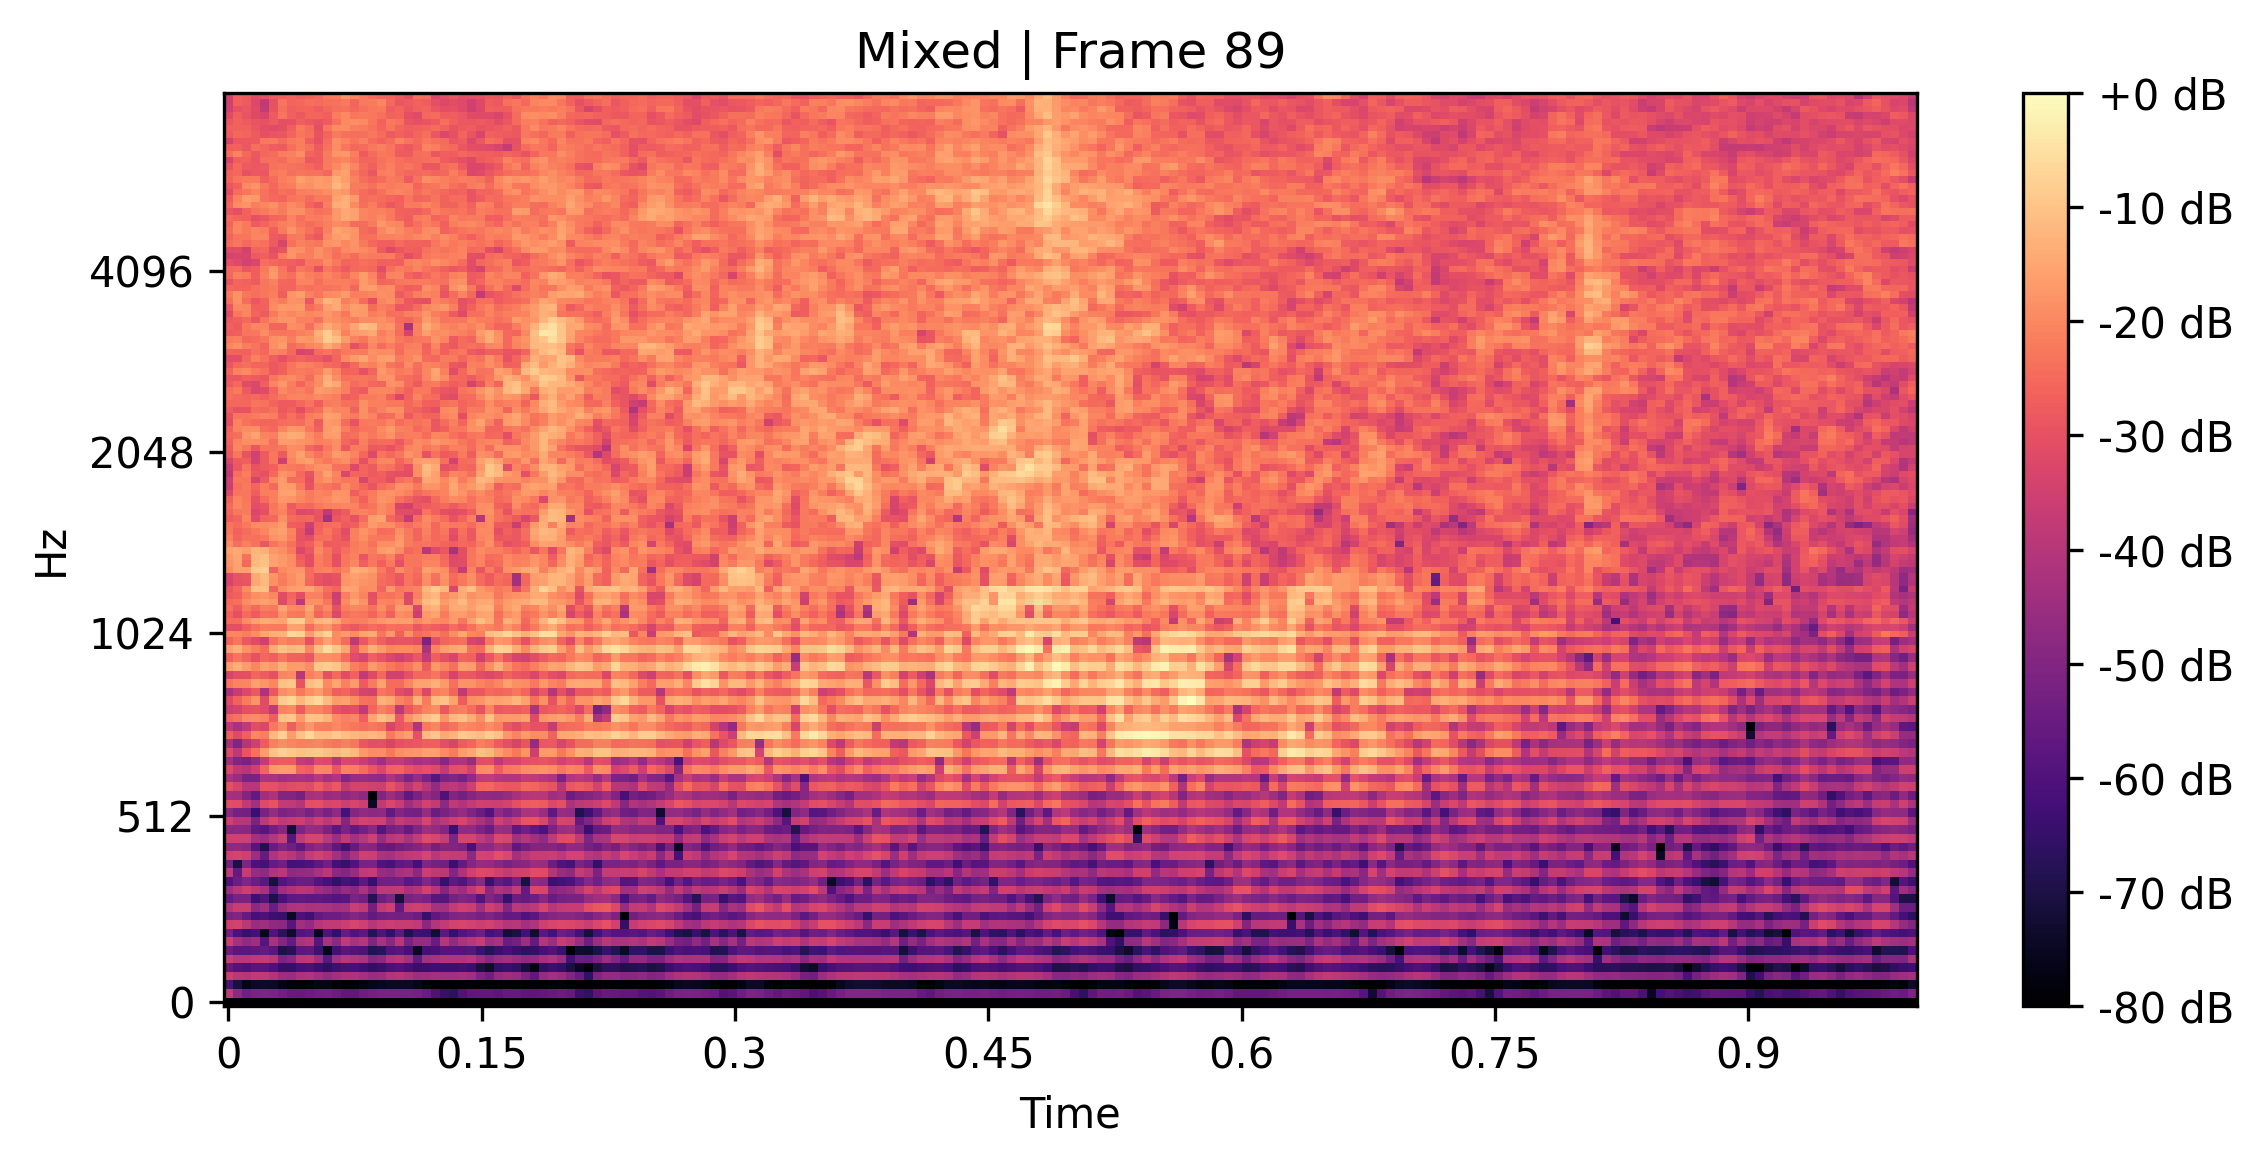 Mixed | Frame 89
+0 dB
-10 dB
-20 dB
-30 dB
-40 dB
-50 dB
-60 dB
-70 dB
-80 dB
Hz
4096
2048
1024
512
0
0 0.15 0.3 0.45 0.6 0.75 0.9
Time